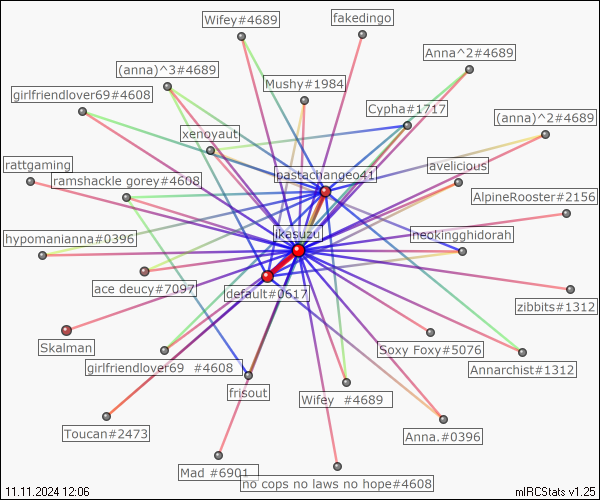 Wifey#4689
fakedingo
Anna^2#4689
(anna)^3#4689
Mushy#1984
girlfriendlover69#4608
Cypha#1717
(anna)^2#4689
xenoyaut
rattgaming
pastachangeo41
avelicious
ramshackle gorey#4608
AlpineRooster#2156
ikasuzu
hypomanianna#0396
neokingghidorah
ace deucy#7097
default#0617
zibbits#1312
Skalman
Soxy Foxy#5076
girlfriendlover69 #4608
Annarchist#1312
frisout
Wifey #4689
Toucan#2473
Anna.#0396
Mad #6901
no cops no laws no hope#4608
11.11.2024 12:06
mIRCStats v1.25